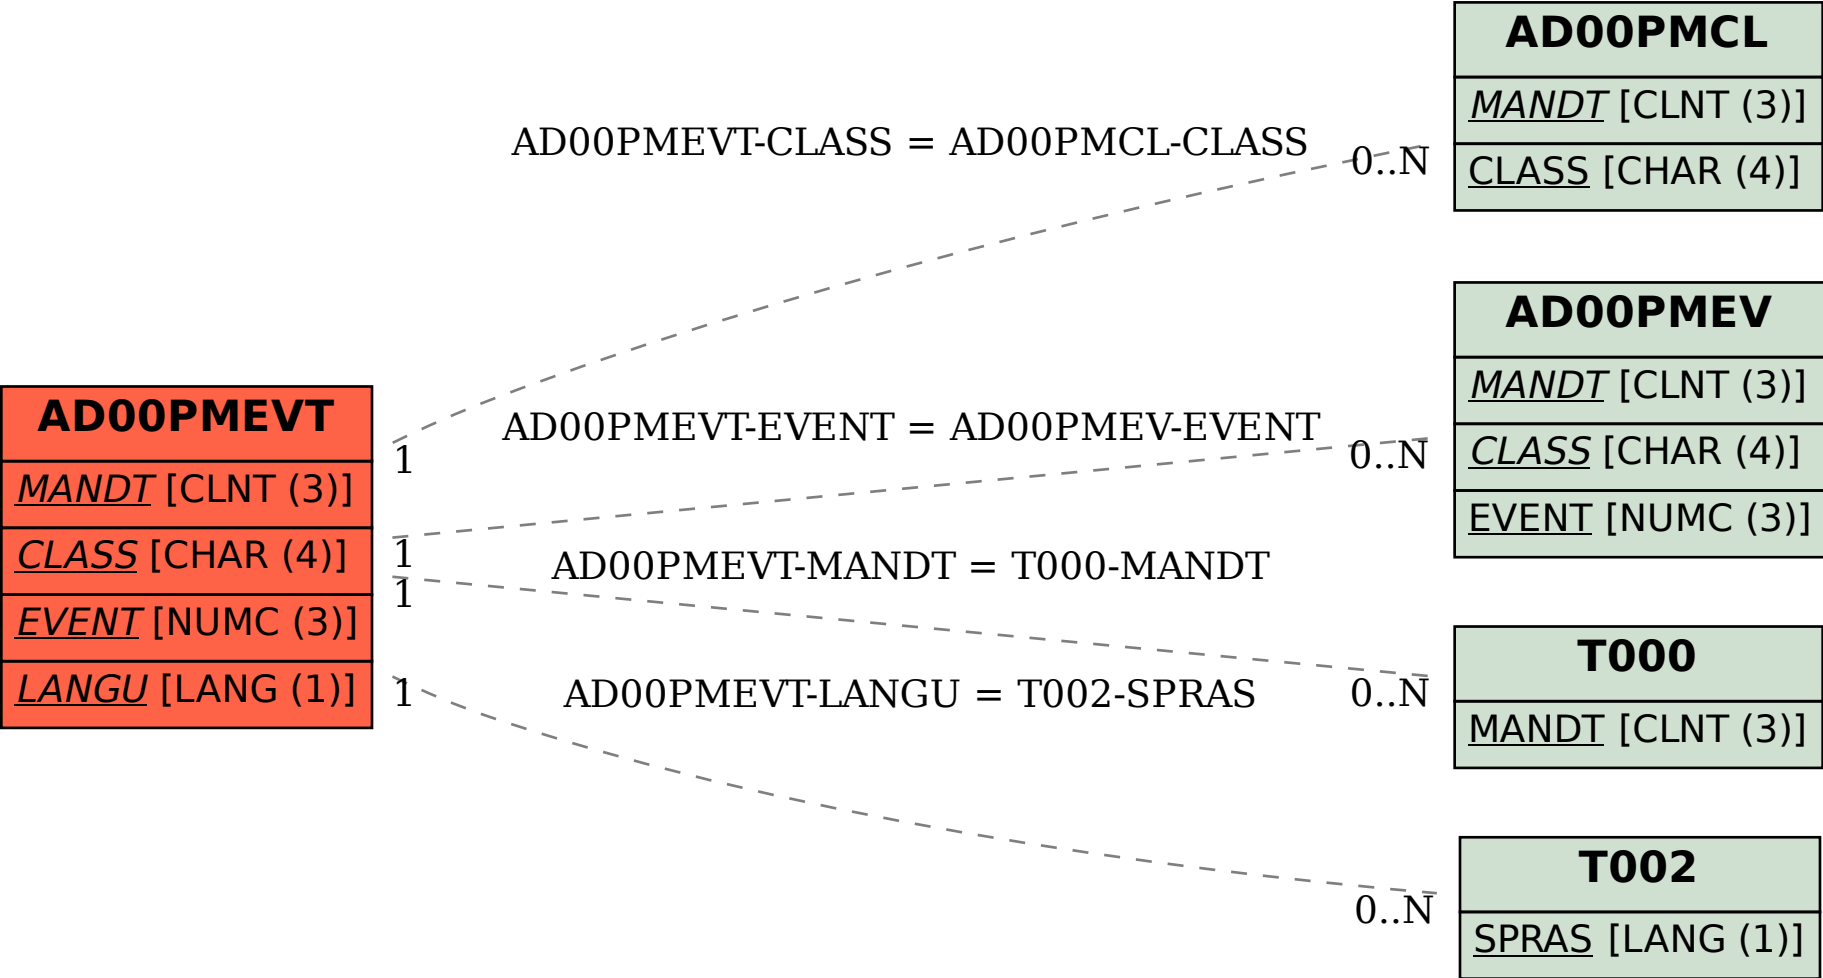 AD00PMCL
MANDT [CLNT (3)]
CLASS [CHAR (4)]
AD00PMEVT-CLASS = AD00PMCL-CLASS
0..N
AD00PMEV
MANDT [CLNT (3)]
CLASS [CHAR (4)]
EVENT [NUMC (3)]
AD00PMEVT-EVENT = AD00PMEV-EVENT
0..N
AD00PMEVT
MANDT [CLNT (3)]
CLASS [CHAR (4)]
EVENT [NUMC (3)]
LANGU [LANG (1)]
1
1
1
1
AD00PMEVT-MANDT = T000-MANDT
0..N
T000
MANDT [CLNT (3)]
AD00PMEVT-LANGU = T002-SPRAS
0..N
T002
SPRAS [LANG (1)]